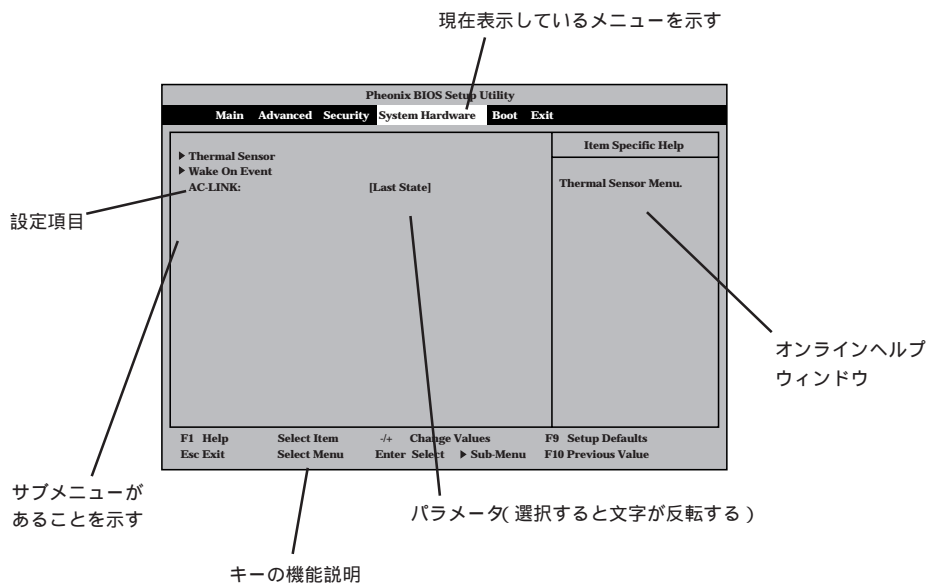 現在表示しているメニューを示す
Pheonix BIOS Setup Utility
Main Advanced Security System Hardware Boot Exit
Item Specific Help
▶ Thermal Sensor
▶ Wake On Event
AC-LINK: [Last State]
Thermal Sensor Menu.
設定項目
オンラインヘルプ
ウィンドウ
F1 Help Select Item -/+ Change Values F9 Setup Defaults
Esc Exit Select Menu Enter Select ▶ Sub-Menu F10 Previous Value
サブメニューが
あることを示す
パラメータ(選択すると文字が反転する)
キーの機能説明